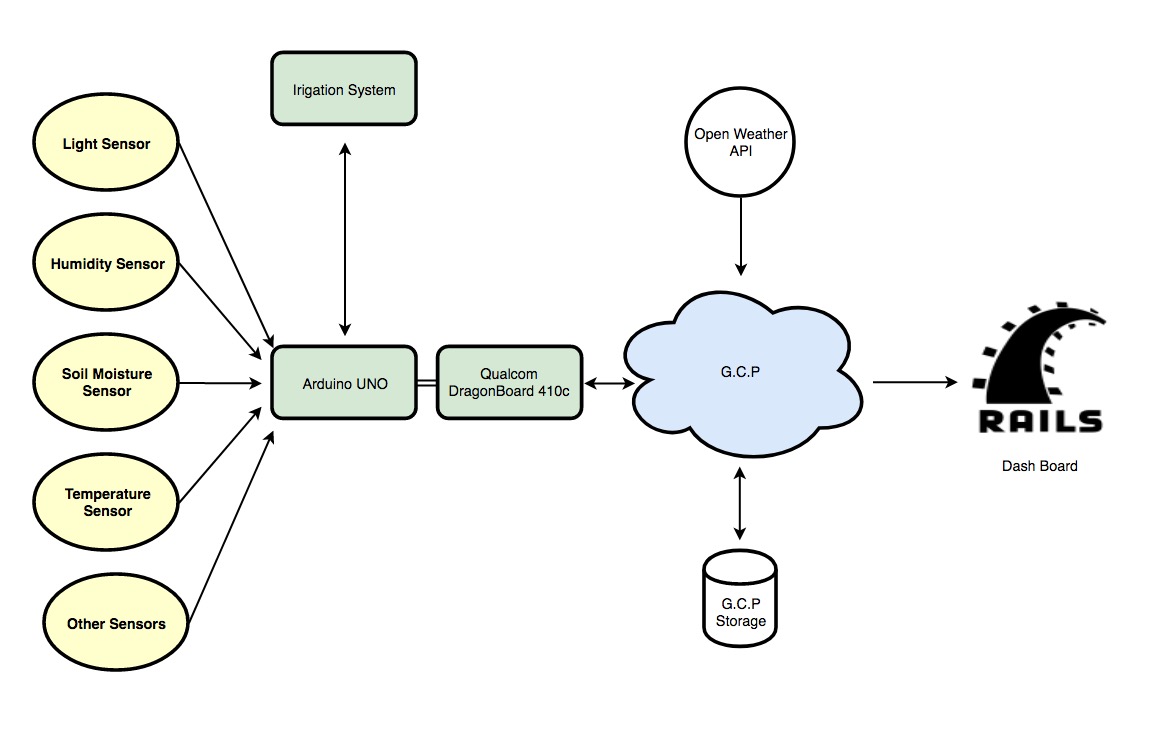 Irigation System
Light Sensor
Humidity Sensor
Soil Moisture
Sensor
Temperature
Sensor
Other Sensors
Arduino UNO
Qualcom
DragonBoard 410c
Open Weather
API
G.C.P
G.C.P
Storage
RAILS
Dash Board